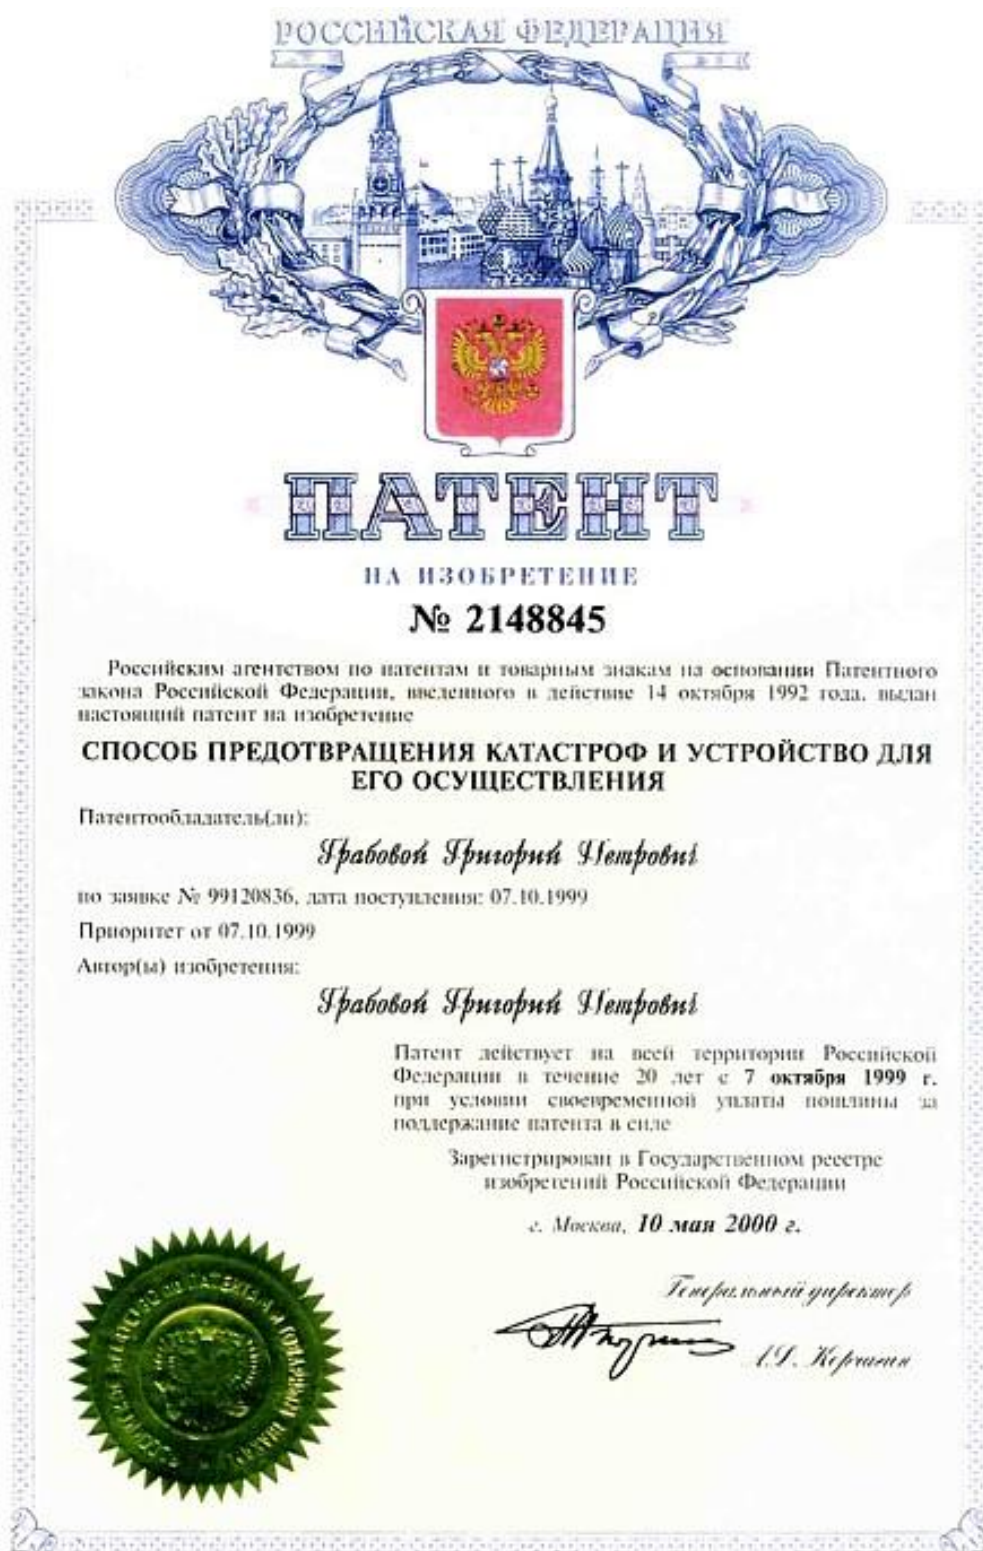 РОССИЙСКАЯ ФЕДЕРАЦИЯ
ПАТЕНТ
НА ИЗОБРЕТЕНИЕ
№ 2148845
Российским агентством по патентам и товарным знакам на основании Патентного
закона Российской Федерации, введенного в действие 14 октября 1992 года, выдан
настоящий патент на изобретение
СПОСОБ ПРЕДОТВРАЩЕНИЯ КАТАСТРОФ И УСТРОЙСТВО ДЛЯ
ЕГО ОСУЩЕСТВЛЕНИЯ
Патентообладатель(ли):
Грабовой Григорий Петрович
по заявке № 99120836, дата поступления: 07.10.1999
Приоритет от 07.10.1999
Автор(ы) изобретения:
Грабовой Григорий Петрович
Патент действует на всей территории Российской
Федерации в течение 20 лет с 7 октября 1999 г.
при условии своевременной уплаты пошлины за
поддержание патента в силе
Зарегистрирован в Государственном реестре
изобретений Российской Федерации
г. Москва, 10 мая 2000 г.
Генеральный директор
А.Д. Корчагин